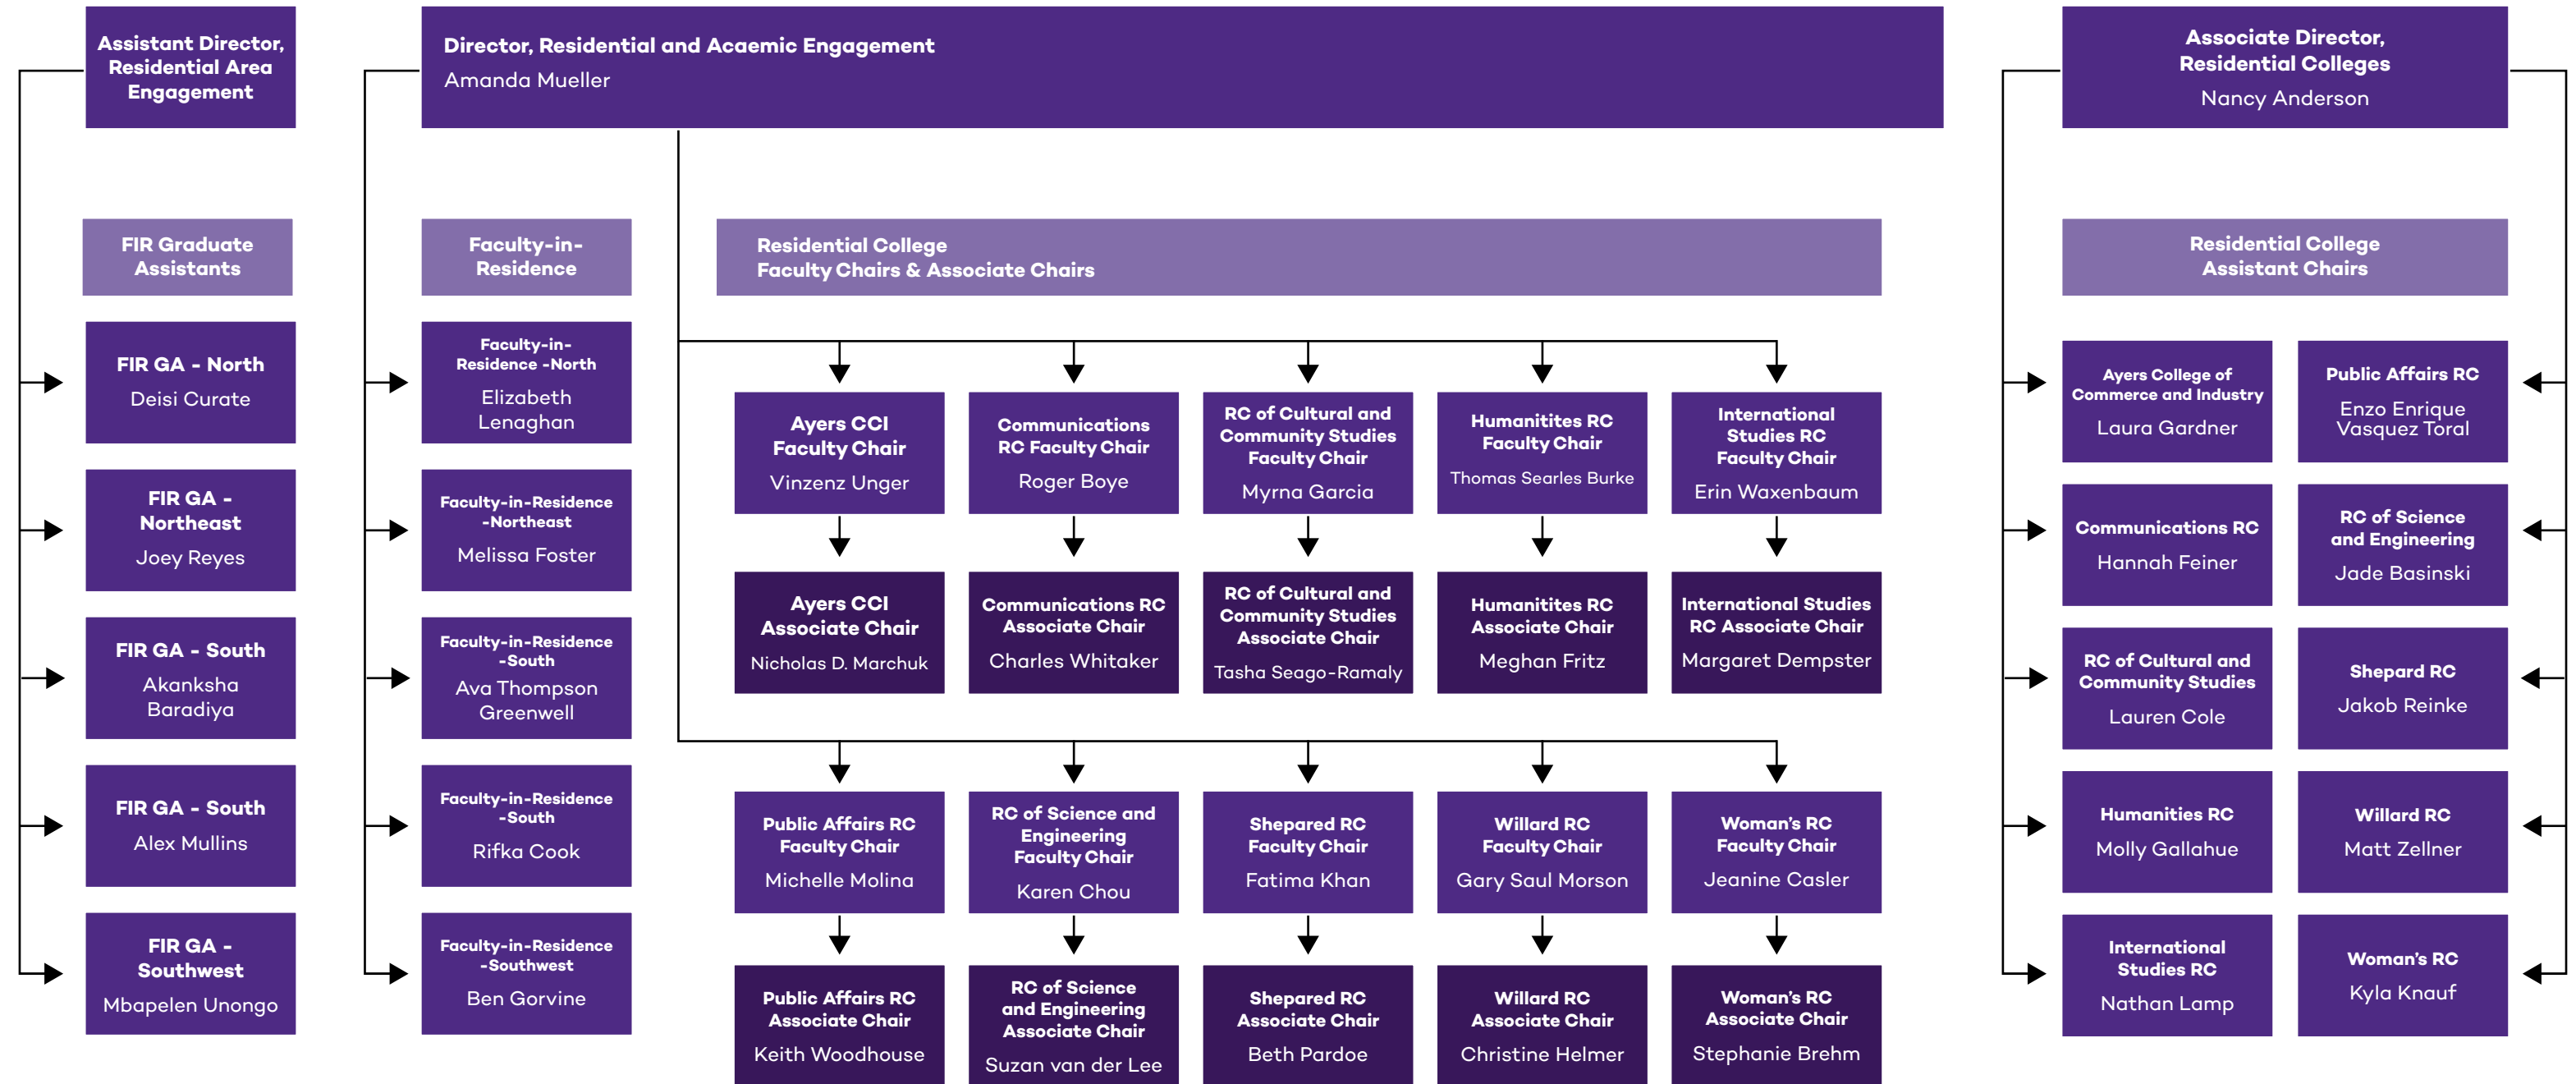 Assistant Director,
Residential Area
Engagement
Director, Residential and Acaemic Engagement
Amanda Mueller
Associate Director,
Residential Colleges
Nancy Anderson
FIR Graduate
Assistants
FIR GA - North
Deisi Curate
FIR GA -
Northeast
Joey Reyes
FIR GA - South
Akanksha
Baradiya
FIR GA - South
Alex Mullins
FIR GA -
Southwest
Mbapelen Unongo
Faculty-in-
Residence
Faculty-in-
Residence -North
Elizabeth
Lenaghan
Faculty-in-Residence
-Northeast
Melissa Foster
Faculty-in-Residence
-South
Ava Thompson
Greenwell
Faculty-in-Residence
-South
Rifka Cook
Faculty-in-Residence
-Southwest
Ben Gorvine
Residential College
Faculty Chairs & Associate Chairs
Ayers CCI
Faculty Chair
Vinzenz Unger
Communications
RC Faculty Chair
Roger Boye
RC of Cultural and
Community Studies
Faculty Chair
Myrna Garcia
Humanitites RC
Faculty Chair
Thomas Searles Burke
International
Studies RC
Faculty Chair
Erin Waxenbaum
Ayers CCI
Associate Chair
Nicholas D. Marchuk
Communications RC
Associate Chair
Charles Whitaker
RC of Cultural and
Community Studies
Associate Chair
Tasha Seago-Ramaly
Humanitites RC
Associate Chair
Meghan Fritz
International Studies
RC Associate Chair
Margaret Dempster
Public Affairs RC
Faculty Chair
Michelle Molina
RC of Science and
Engineering
Faculty Chair
Karen Chou
Shepared RC
Faculty Chair
Fatima Khan
Willard RC
Faculty Chair
Gary Saul Morson
Woman's RC
Faculty Chair
Jeanine Casler
Public Affairs RC
Associate Chair
Keith Woodhouse
RC of Science
and Engineering
Associate Chair
Suzan van der Lee
Shepared RC
Associate Chair
Beth Pardoe
Willard RC
Associate Chair
Christine Helmer
Woman's RC
Associate Chair
Stephanie Brehm
Residential College
Assistant Chairs
Ayers College of
Commerce and Industry
Laura Gardner
Public Affairs RC
Enzo Enrique
Vasquez Toral
Communications RC
Hannah Feiner
RC of Science
and Engineering
Jade Basinski
RC of Cultural and
Community Studies
Lauren Cole
Shepard RC
Jakob Reinke
Humanities RC
Molly Gallahue
Willard RC
Matt Zellner
International
Studies RC
Nathan Lamp
Woman's RC
Kyla Knauf